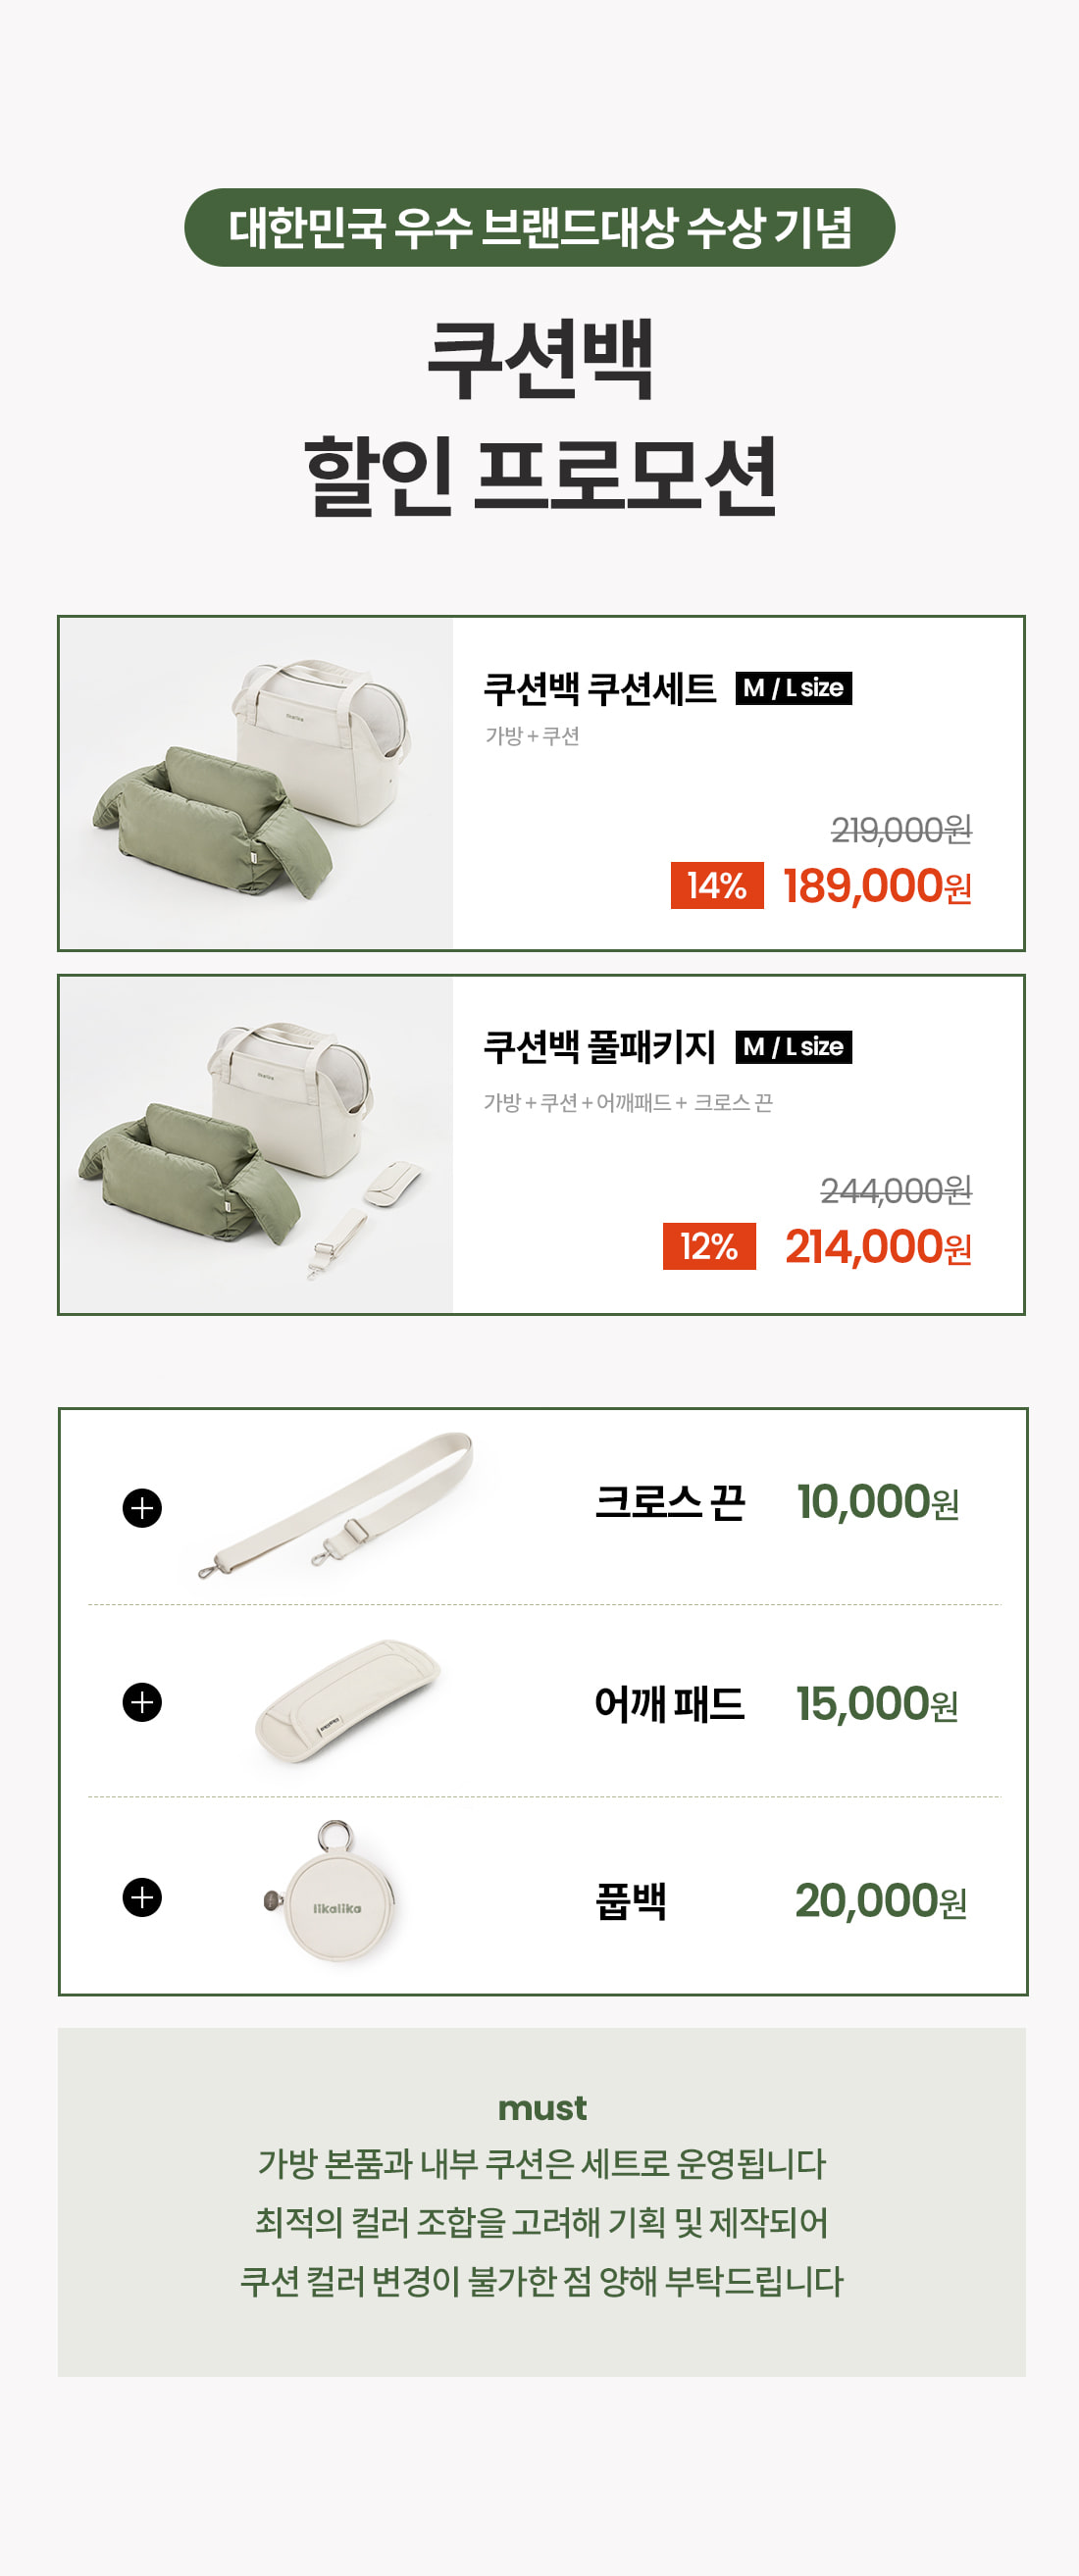 대한민국 우수 브랜드대상 수상 기념
쿠션백
할인 프로모션
likalika
쿠션백 쿠션세트 M / L size
가방 + 쿠션
219,000원
14% 189,000원
likalika
쿠션백 풀패키지 M / L size
가방 + 쿠션 + 어깨패드 + 크로스 끈
244,000원
12% 214,000원
크로스 끈 10,000원
어깨 패드 15,000원
likalika
풉백 20,000원
must
가방 본품과 내부 쿠션은 세트로 운영됩니다
최적의 컬러 조합을 고려해 기획 및 제작되어
쿠션 컬러 변경이 불가한 점 양해 부탁드립니다